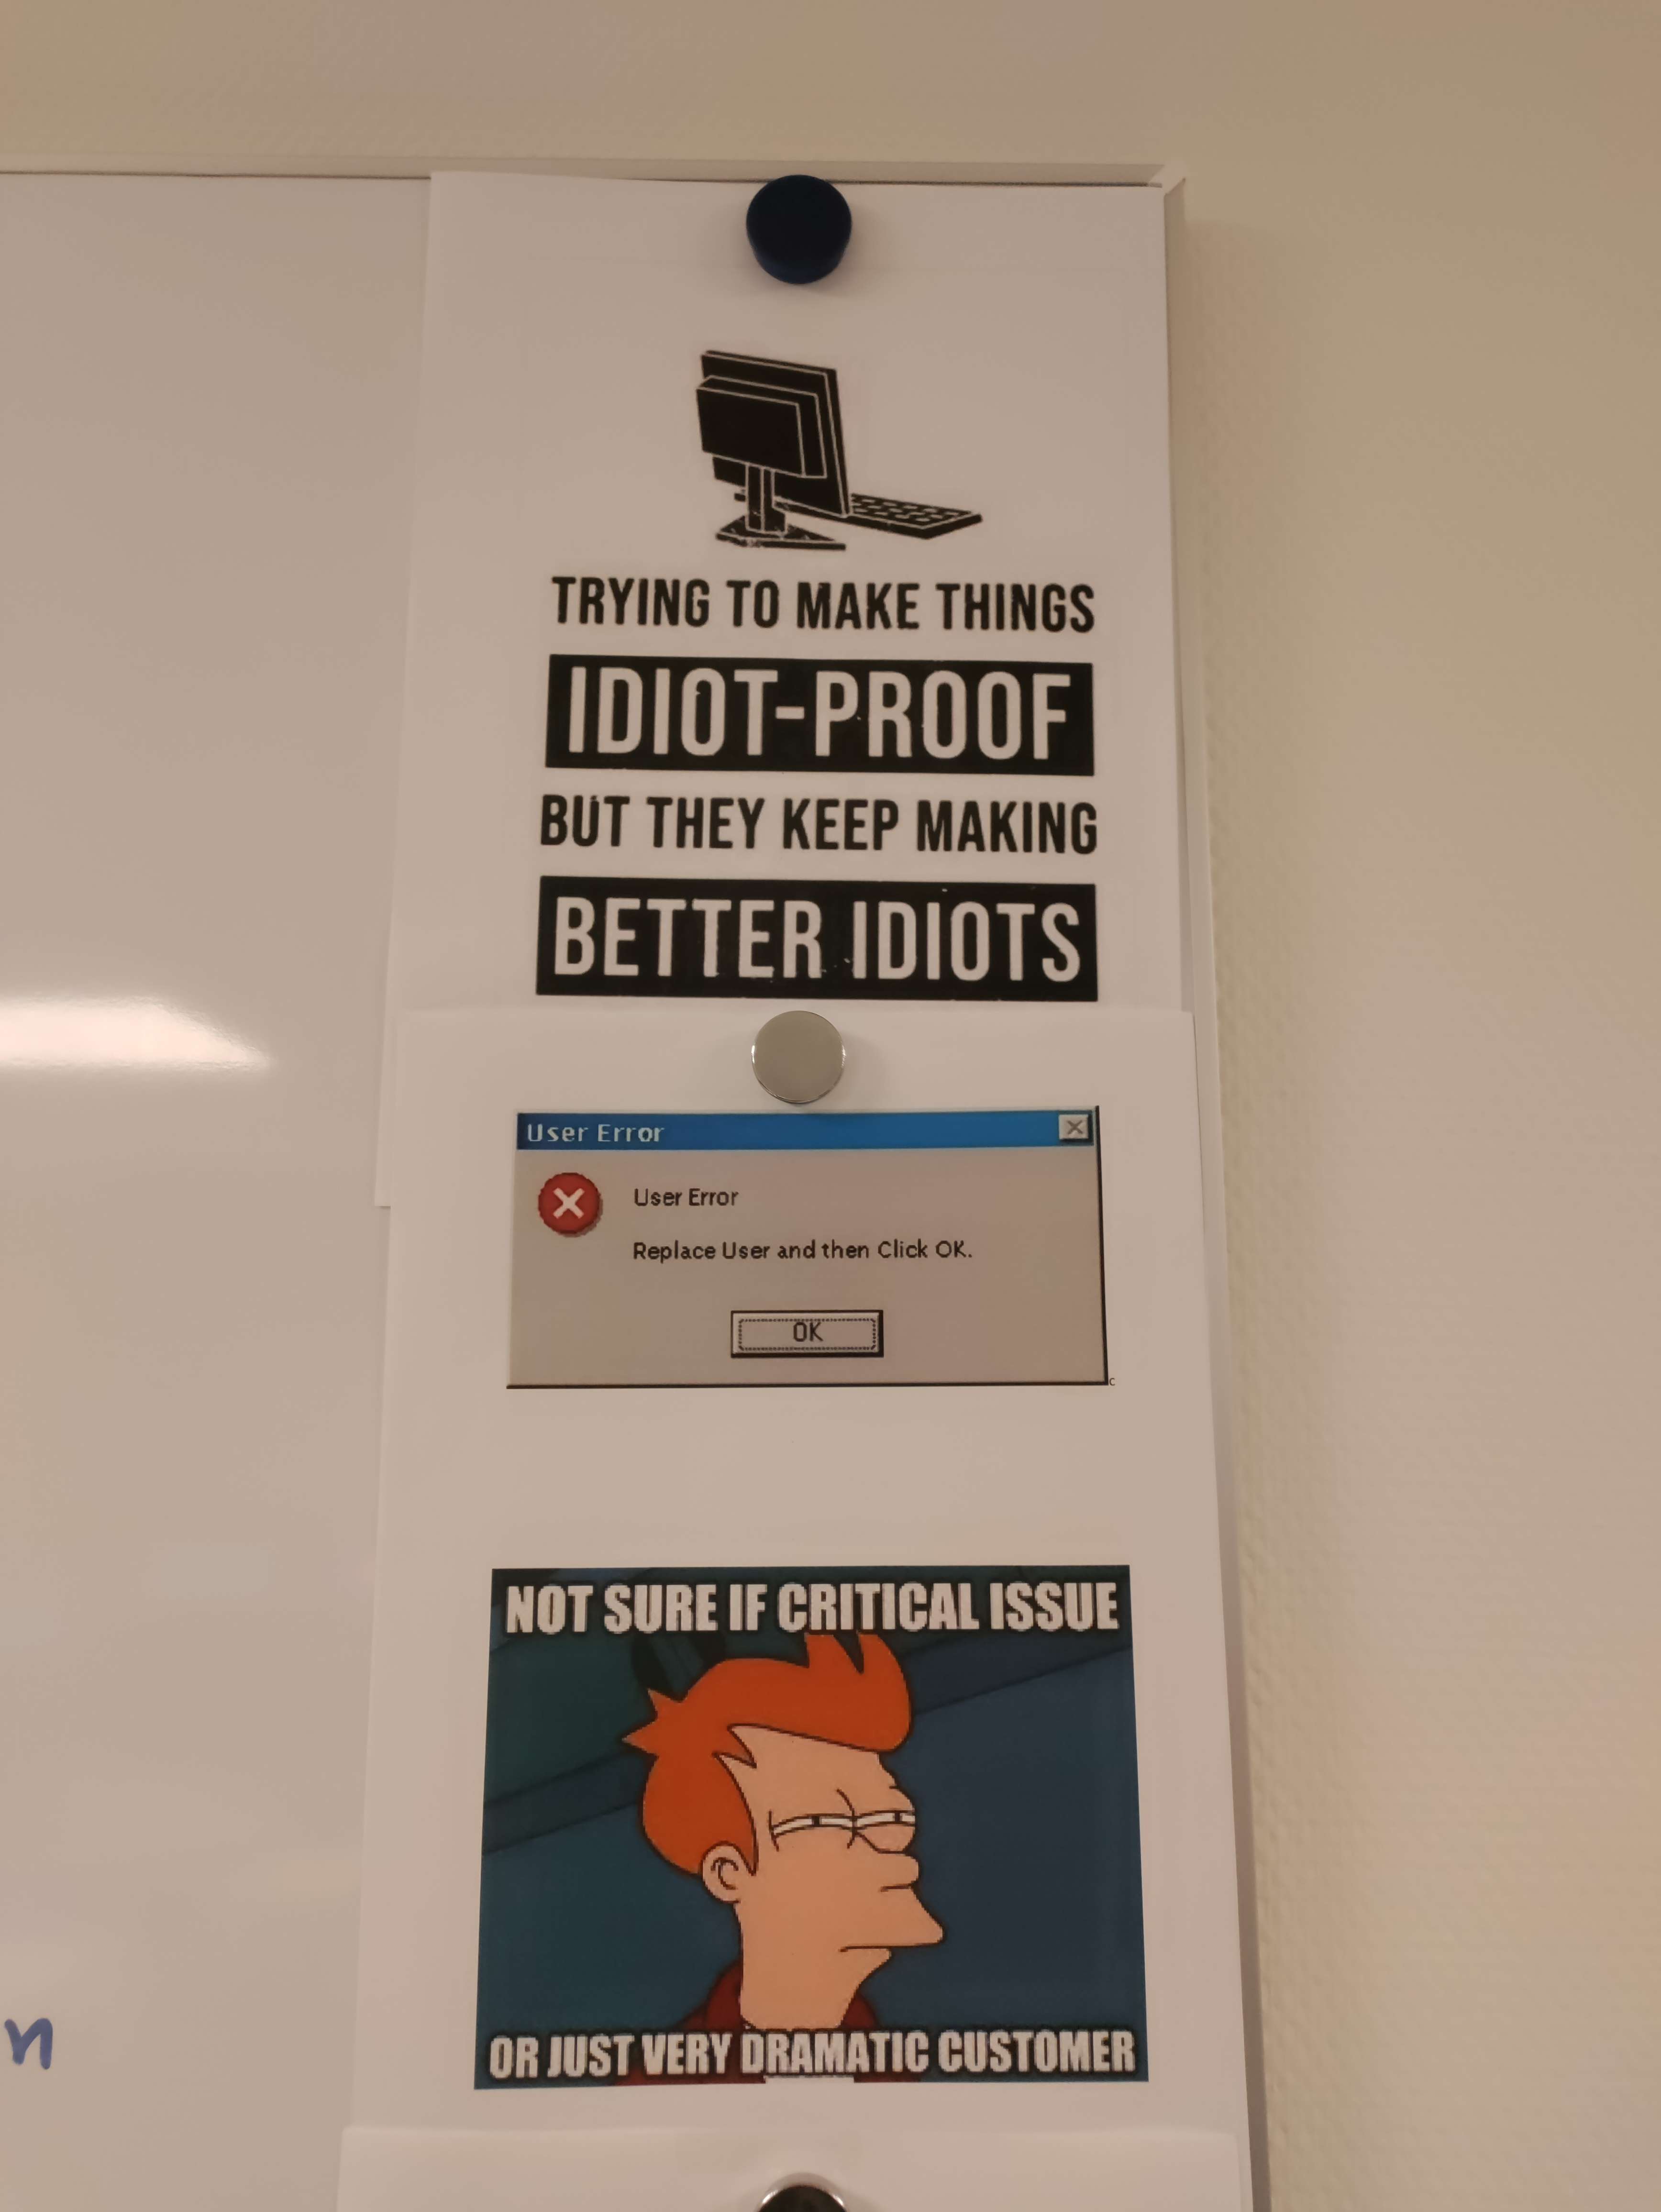 TRYING TO MAKE THINGS
IDIOT-PROOF
BUT THEY KEEP MAKING
BETTER IDIOTS
User Error
User Error
Replace User and then Click OK.
OK
c
NOT SURE IF CRITICAL ISSUE
OR JUST VERY DRAMATIC CUSTOMER
n